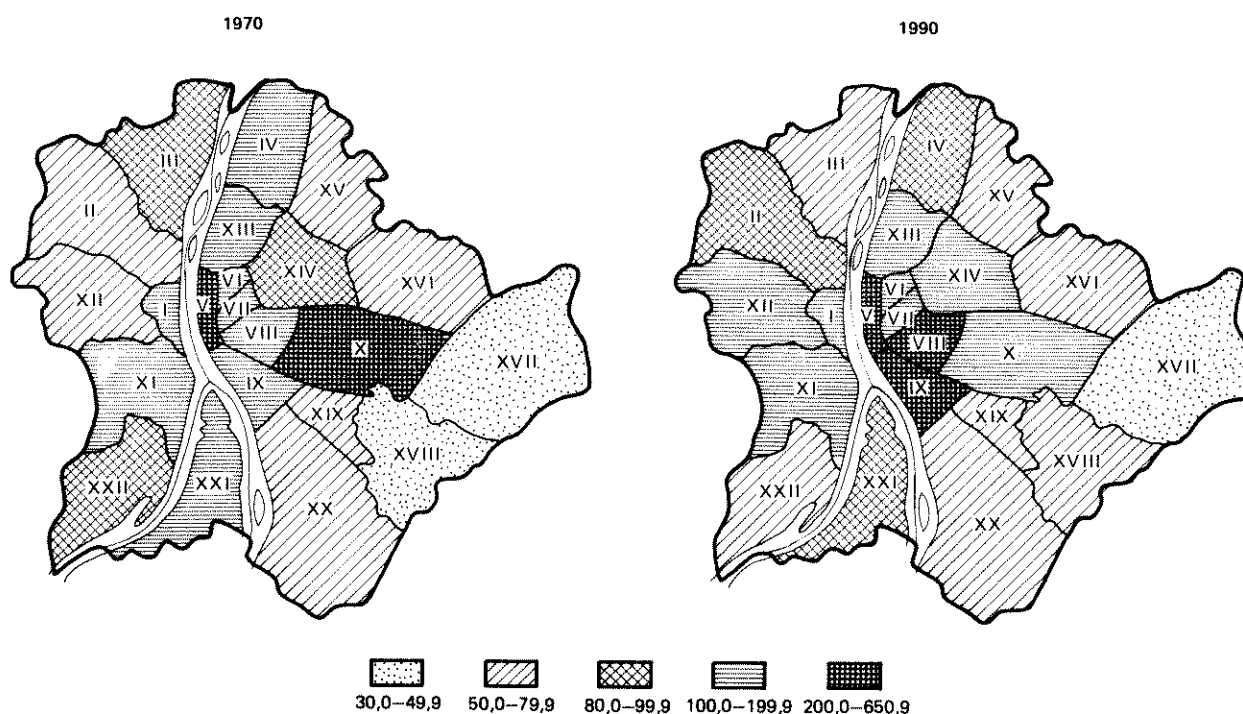 1970
1990
III
IV
II
XV
XIII
XIV
XII
VI
XVI
I
V
VII
VIII
X
XVII
XI
IX
XIX
XVIII
XXII
XXI
XX
III
IV
XV
II
XIII
XIV
XII
VI
XVI
I
V
VII
VIII
X
XVII
XI
IX
XIX
XVIII
XXII
XXI
XX
30,0–49,9
50,0–79,9
80,0–99,9
100,0–199,9
200,0–650,9